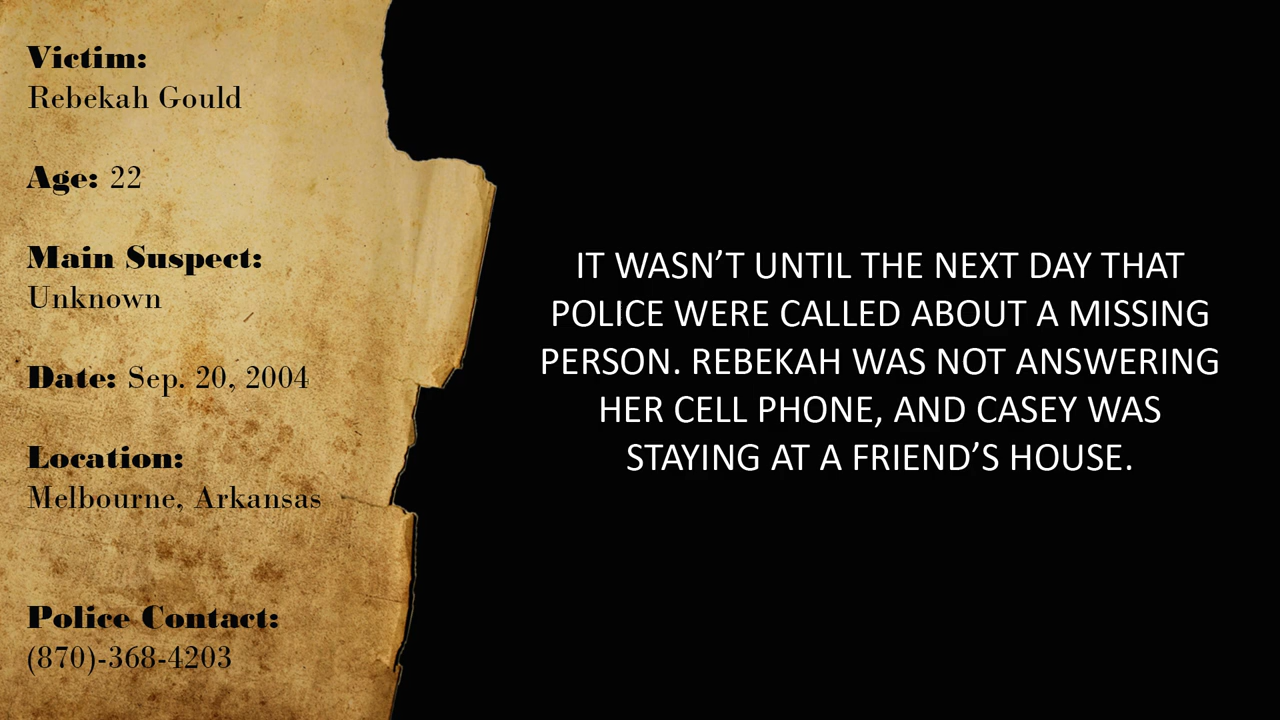 Victim:
Rebekah Gould
Age: 22
Main Suspect:
Unknown
Date: Sep. 20, 2004
Location:
Melbourne, Arkansas
Police Contact:
(870)-368-4203
IT WASN’T UNTIL THE NEXT DAY THAT
POLICE WERE CALLED ABOUT A MISSING
PERSON. REBEKAH WAS NOT ANSWERING
HER CELL PHONE, AND CASEY WAS
STAYING AT A FRIEND’S HOUSE.